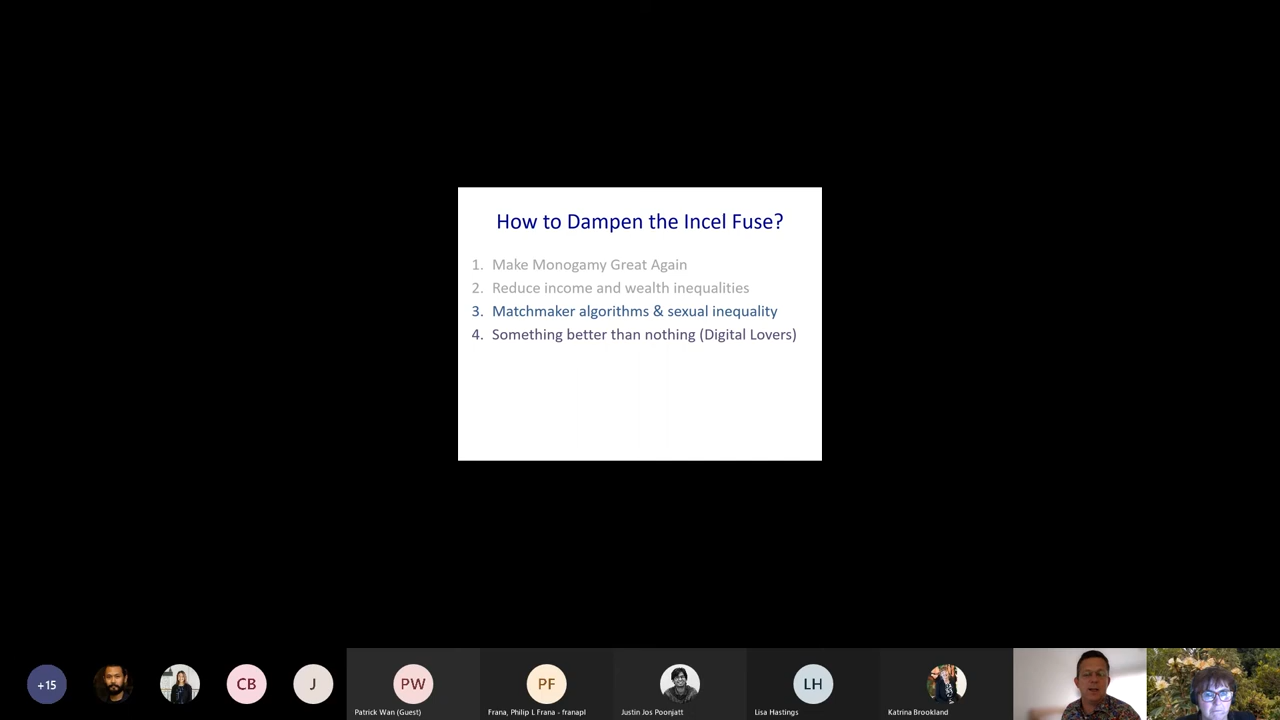 How to Dampen the Incel Fuse?
1. Make Monogamy Great Again
2. Reduce income and wealth inequalities
3. Matchmaker algorithms & sexual inequality
4. Something better than nothing (Digital Lovers)
+15
CB
J
PW
PF
LH
Patrick Wan (Guest)
Frana, Philip L Frana - franapl
Justin Jos Poonjatt
Lisa Hastings
Katrina Brookland